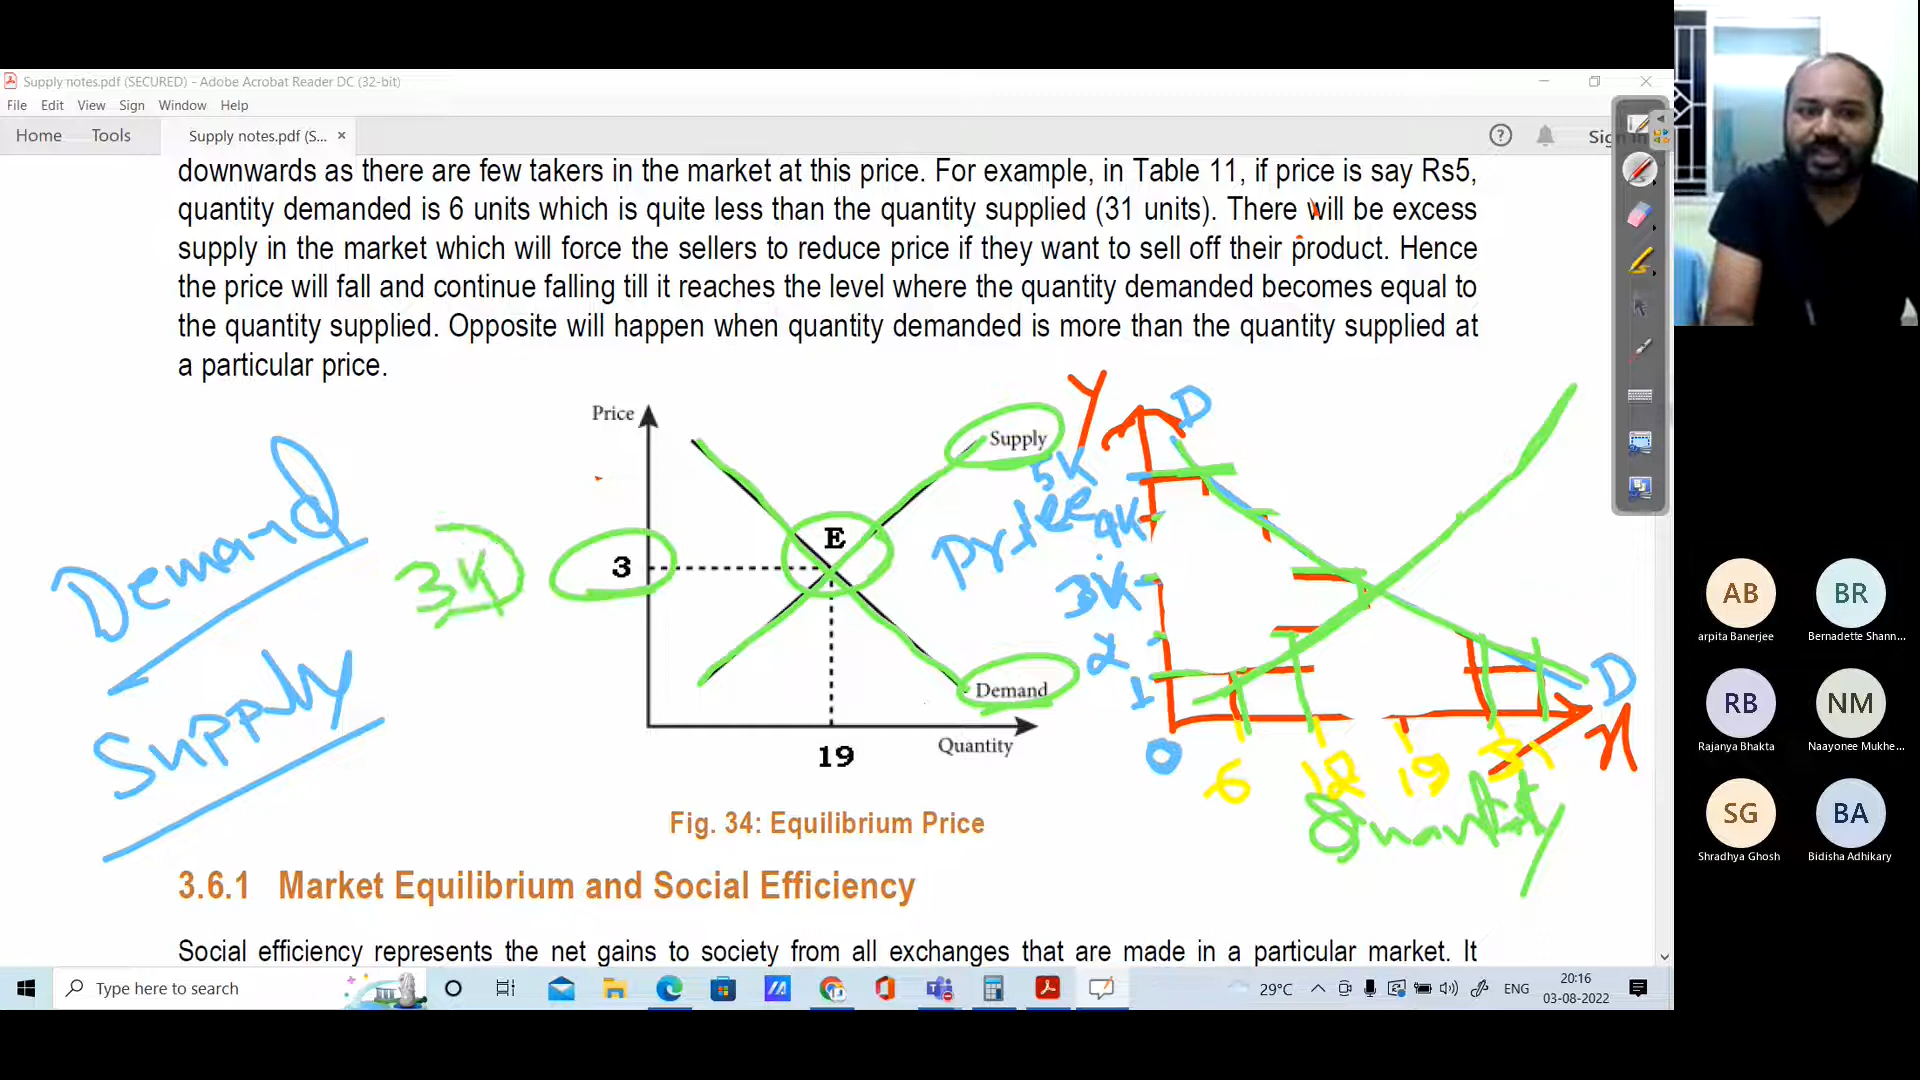 Supply notes.pdf (SECURED) - Adobe Acrobat Reader DC (32-bit)
File Edit View Sign Window Help
Home Tools Supply notes.pdf (S... × Sign In
downwards as there are few takers in the market at this price. For example, in Table 11, if price is say Rs5,
quantity demanded is 6 units which is quite less than the quantity supplied (31 units). There will be excess
supply in the market which will force the sellers to reduce price if they want to sell off their product. Hence
the price will fall and continue falling till it reaches the level where the quantity demanded becomes equal to
the quantity supplied. Opposite will happen when quantity demanded is more than the quantity supplied at
a particular price.
Price
Supply
E
3
Demand
Quantity
19
Demand
Supply
3K
Y
D
5K
Price
4K
3K
2
1
0
D
X
6 12 19 31
Quantity
Fig. 34: Equilibrium Price
3.6.1 Market Equilibrium and Social Efficiency
Social efficiency represents the net gains to society from all exchanges that are made in a particular market. It
Type here to search
29°C ENG
20:16
03-08-2022
AB BR
arpita Banerjee Bernadette Shann...
RB NM
Rajanya Bhakta Naayonee Mukhe...
SG BA
Shradhya Ghosh Bidisha Adhikary